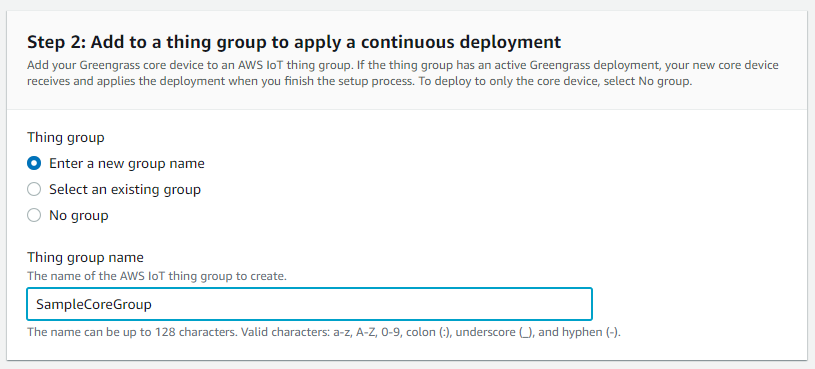 Step 2: Add to a thing group to apply a continuous deployment
Add your Greengrass core device to an AWS IoT thing group. If the thing group has an active Greengrass deployment, your new core device
receives and applies the deployment when you finish the setup process. To deploy to only the core device, select No group.
Thing group
Enter a new group name
Select an existing group
No group
Thing group name
The name of the AWS IoT thing group to create.
SampleCoreGroup
The name can be up to 128 characters. Valid characters: a-z, A-Z, 0-9, colon (:), underscore (_), and hyphen (-).